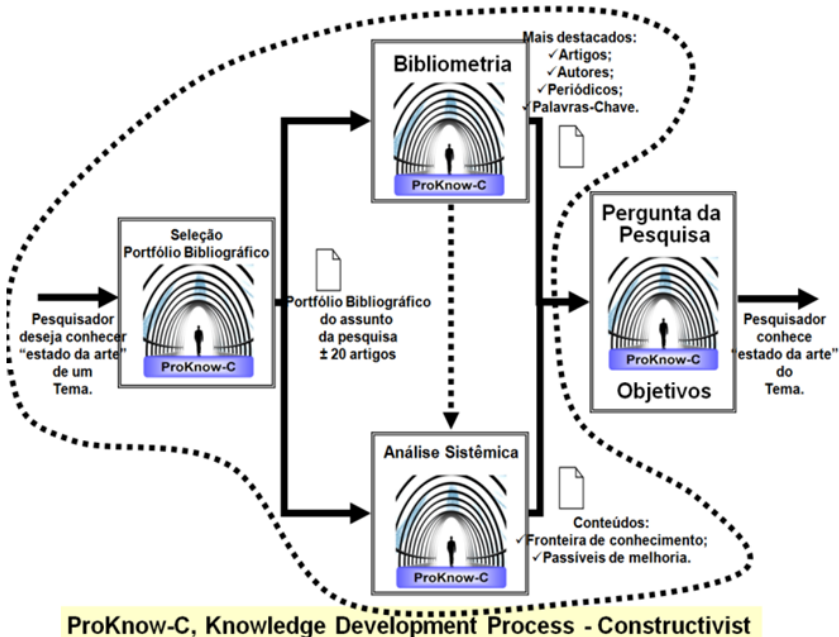 Seleção
Portfólio Bibliográfico
ProKnow-C
Pesquisador
deseja conhecer
“estado da arte”
de um
Tema.
Portfólio Bibliográfico
do assunto
da pesquisa
± 20 artigos
Bibliometria
ProKnow-C
Mais destacados:
✓Artigos;
✓Autores;
✓Periódicos;
✓Palavras-Chave.
Análise Sistêmica
ProKnow-C
Conteúdos:
✓Fronteira de conhecimento;
✓Passíveis de melhoria.
Pergunta da
Pesquisa
ProKnow-C
Objetivos
Pesquisador
conhece
“estado da arte”
do
Tema.
ProKnow-C, Knowledge Development Process - Constructivist